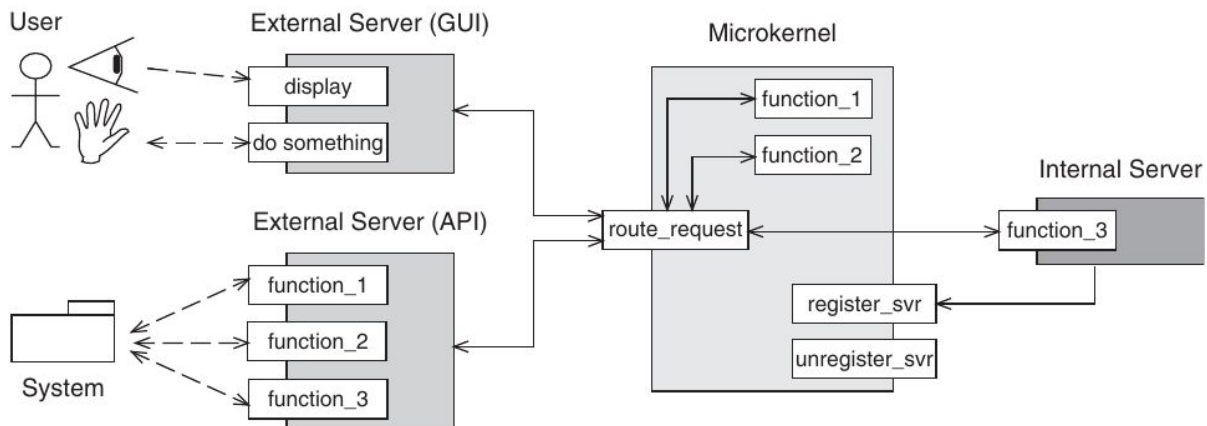 User
External Server (GUI)
display
do something
External Server (API)
function_1
function_2
function_3
System
Microkernel
function_1
function_2
route_request
register_svr
unregister_svr
Internal Server
function_3